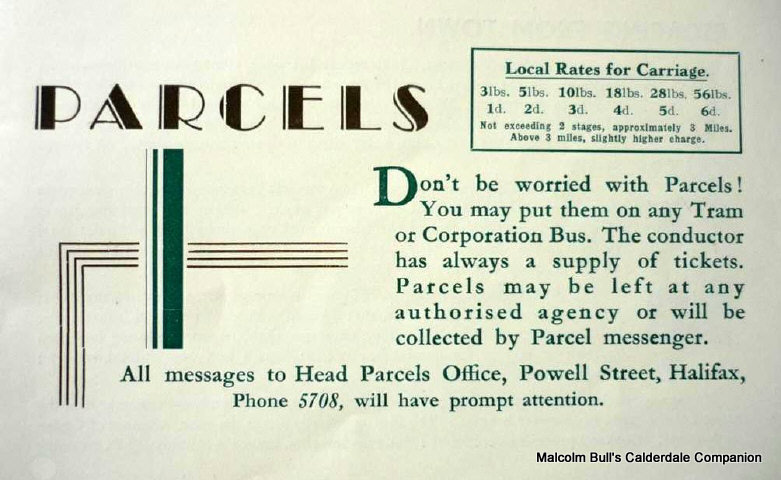 PARCELS
Local Rates for Carriage.
3lbs. 5lbs. 10lbs. 18lbs. 28lbs. 56lbs.
1d. 2d. 3d. 4d. 5d. 6d.
Not exceeding 2 stages, approximately 3 Miles.
Above 3 miles, slightly higher charge.
Don't be worried with Parcels!
You may put them on any Tram
or Corporation Bus. The conductor
has always a supply of tickets.
Parcels may be left at any
authorised agency or will be
collected by Parcel messenger.
All messages to Head Parcels Office, Powell Street, Halifax,
Phone 5708, will have prompt attention.
Malcolm Bull's Calderdale Companion